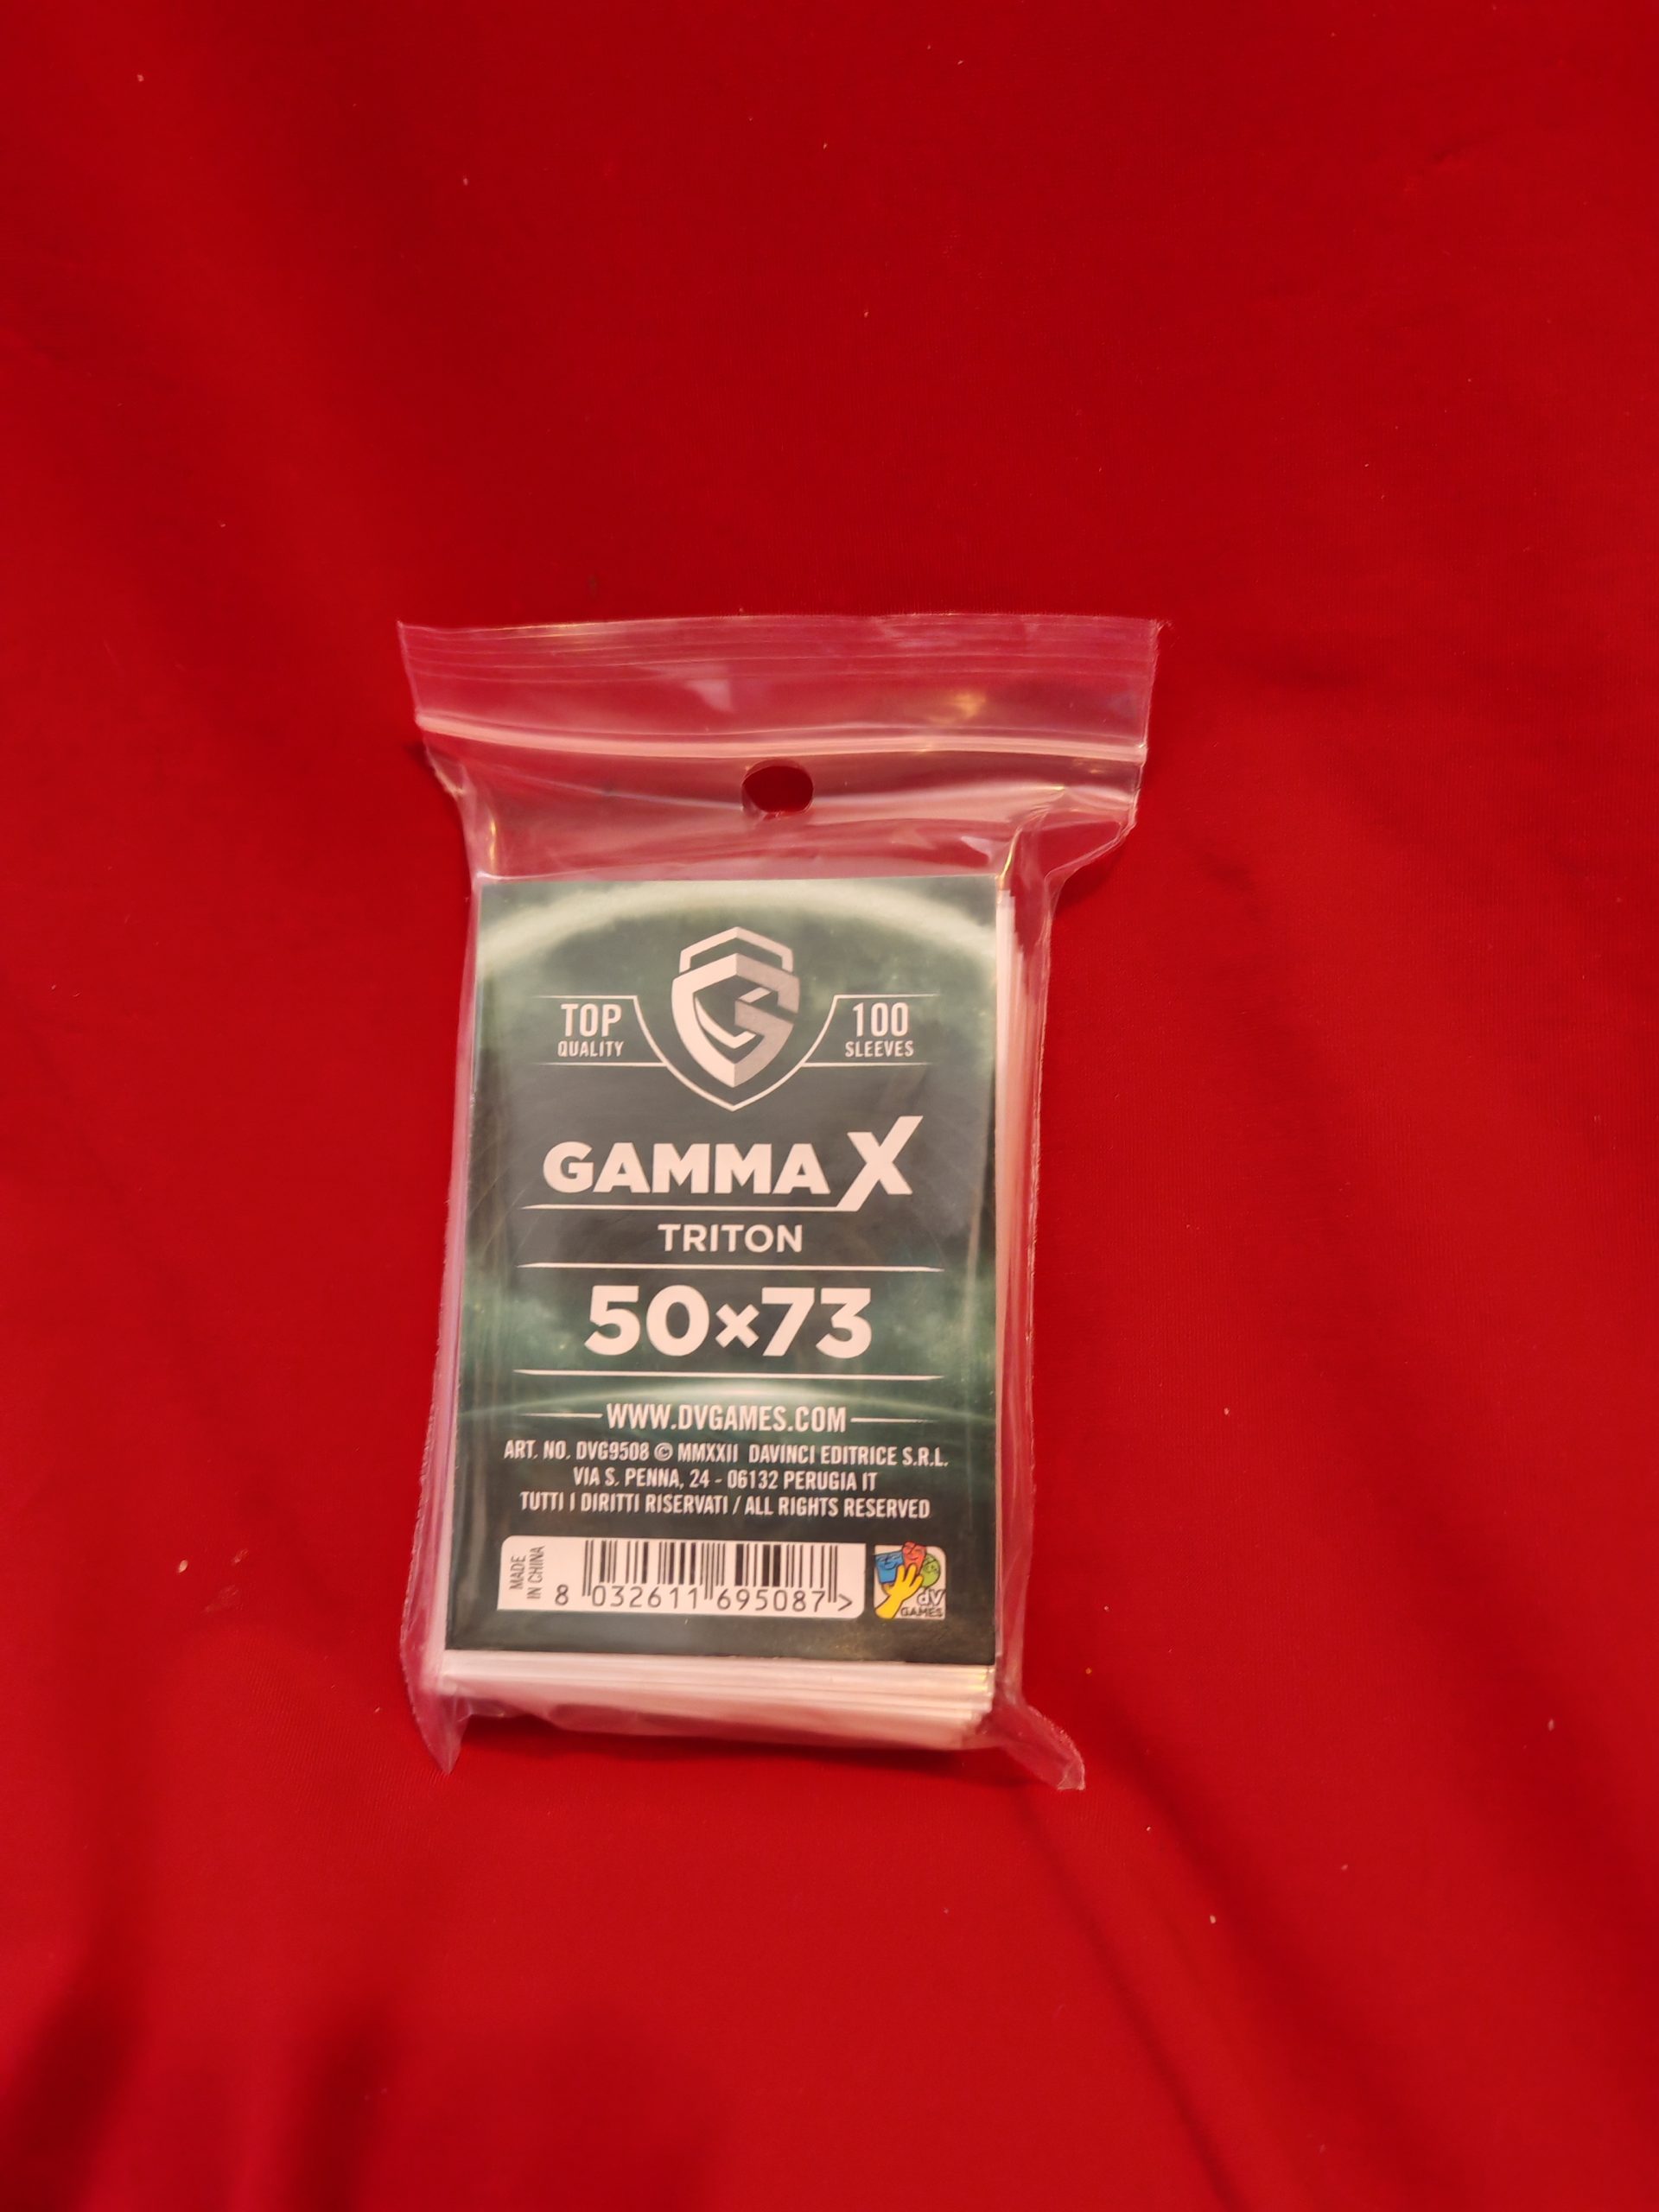 TOP
QUALITY
100
SLEEVES
GAMMA X
TRITON
50×73
WWW.DVGAMES.COM
ART. NO. DVG9508 © MMXXII DAVINCI EDITRICE S.R.L.
VIA S. PENNA, 24 - 06132 PERUGIA IT
TUTTI I DIRITTI RISERVATI / ALL RIGHTS RESERVED
MADE
IN CHINA
8 032611 695087 >
dV
GAMES